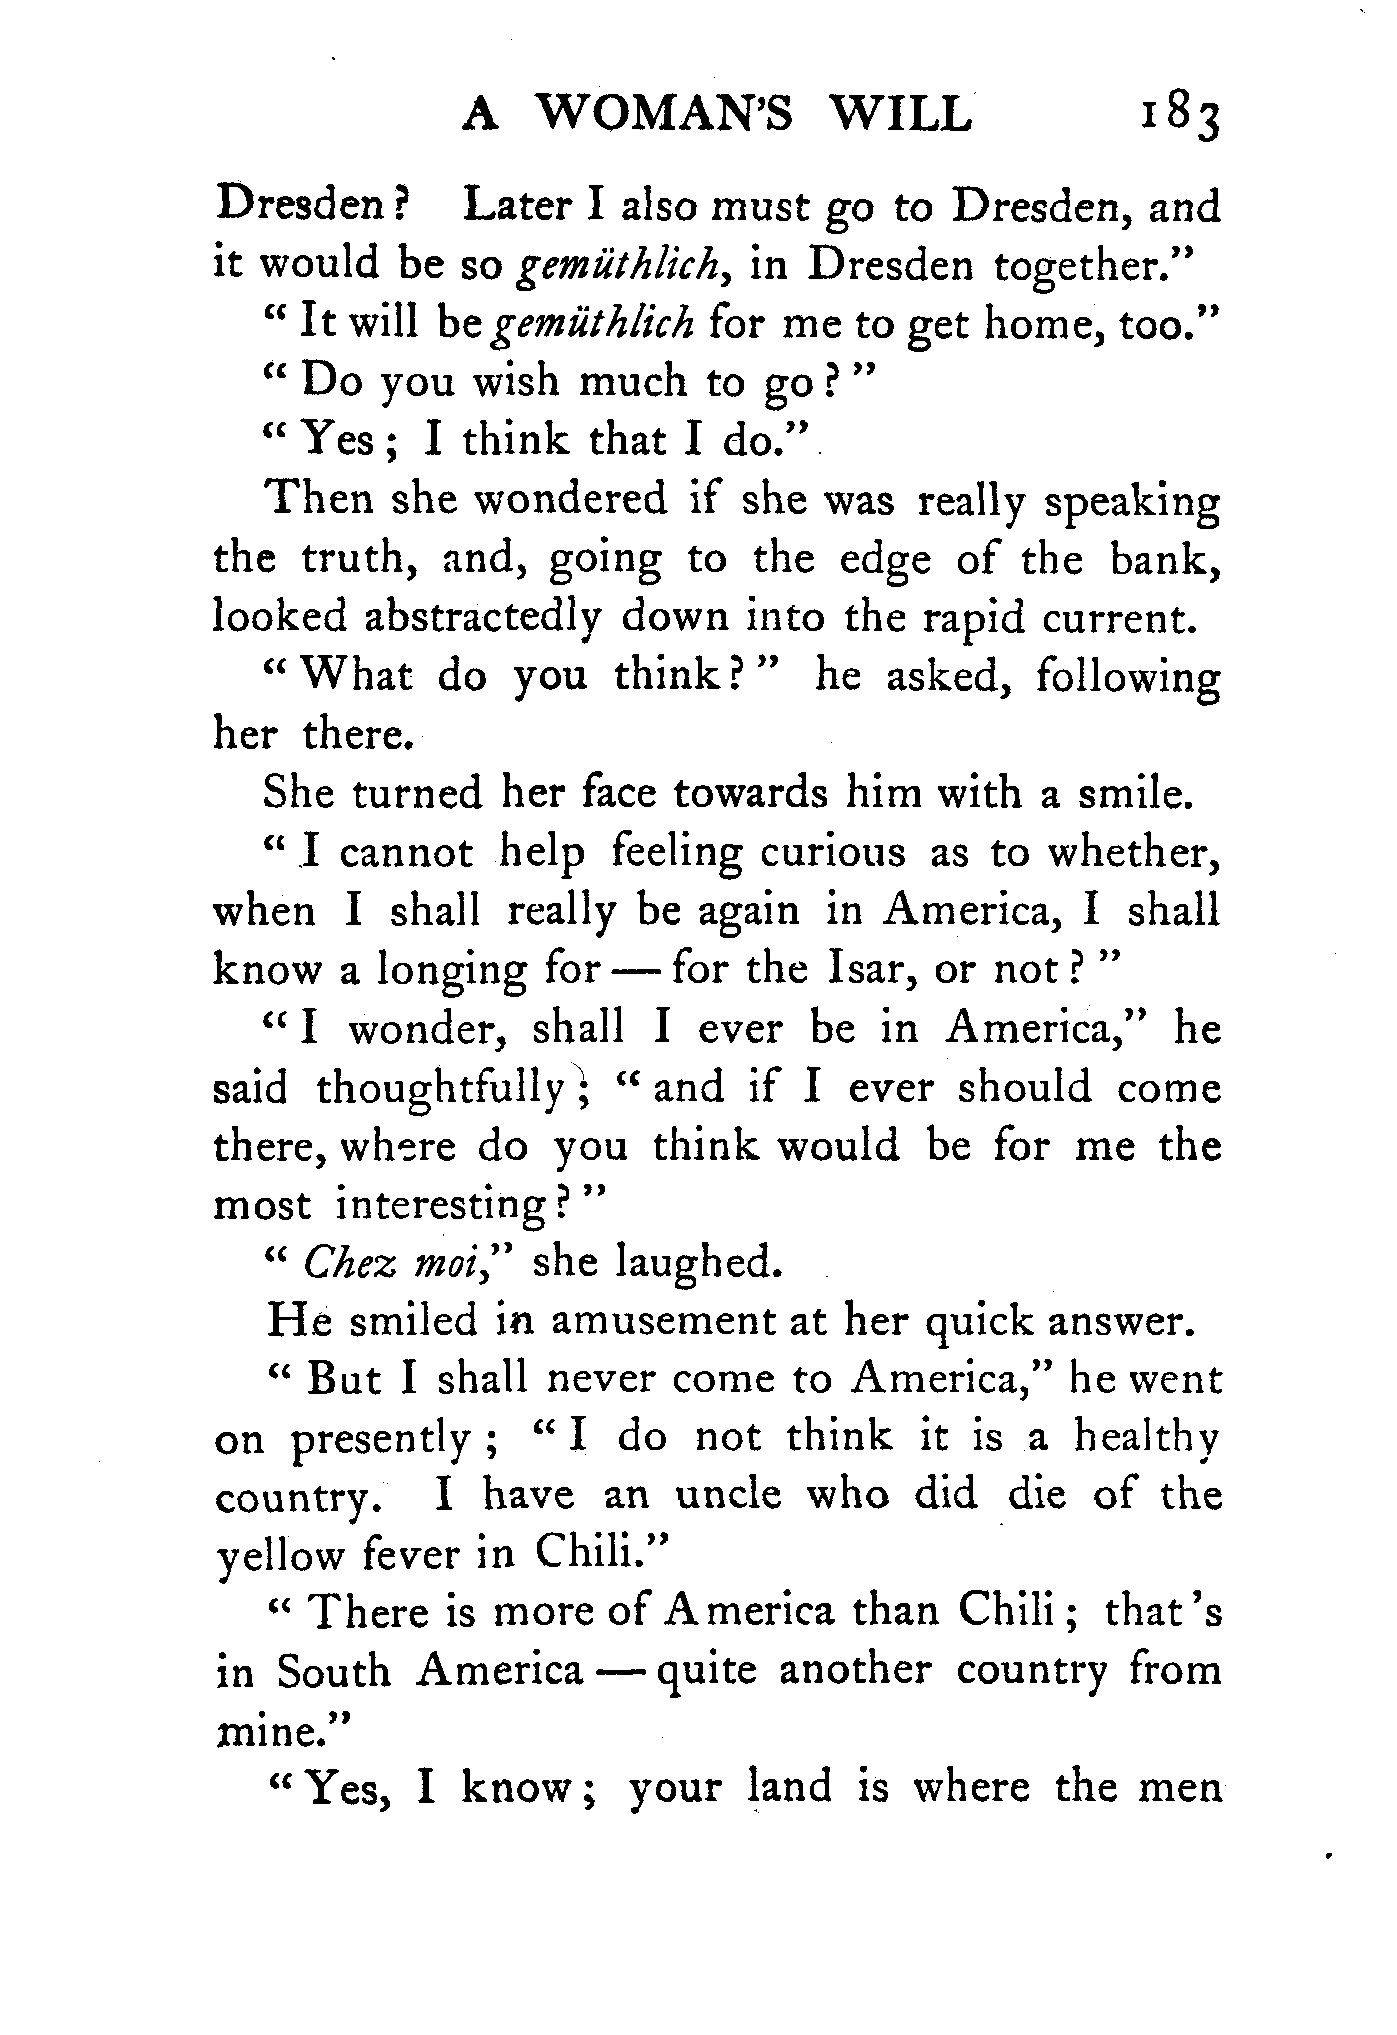 A WOMAN'S WILL 183
Dresden? Later I also must go to Dresden, and
it would be so gemüthlich, in Dresden together."
"It will be gemüthlich for me to get home, too."
"Do you wish much to go?"
"Yes; I think that I do."
Then she wondered if she was really speaking
the truth, and, going to the edge of the bank,
looked abstractedly down into the rapid current.
"What do you think?" he asked, following
her there.
She turned her face towards him with a smile.
"I cannot help feeling curious as to whether,
when I shall really be again in America, I shall
know a longing for — for the Isar, or not?"
"I wonder, shall I ever be in America," he
said thoughtfully; "and if I ever should come
there, where do you think would be for me the
most interesting?"
"Chez moi," she laughed.
He smiled in amusement at her quick answer.
"But I shall never come to America," he went
on presently; "I do not think it is a healthy
country. I have an uncle who did die of the
yellow fever in Chili."
"There is more of America than Chili; that's
in South America — quite another country from
mine."
"Yes, I know; your land is where the men